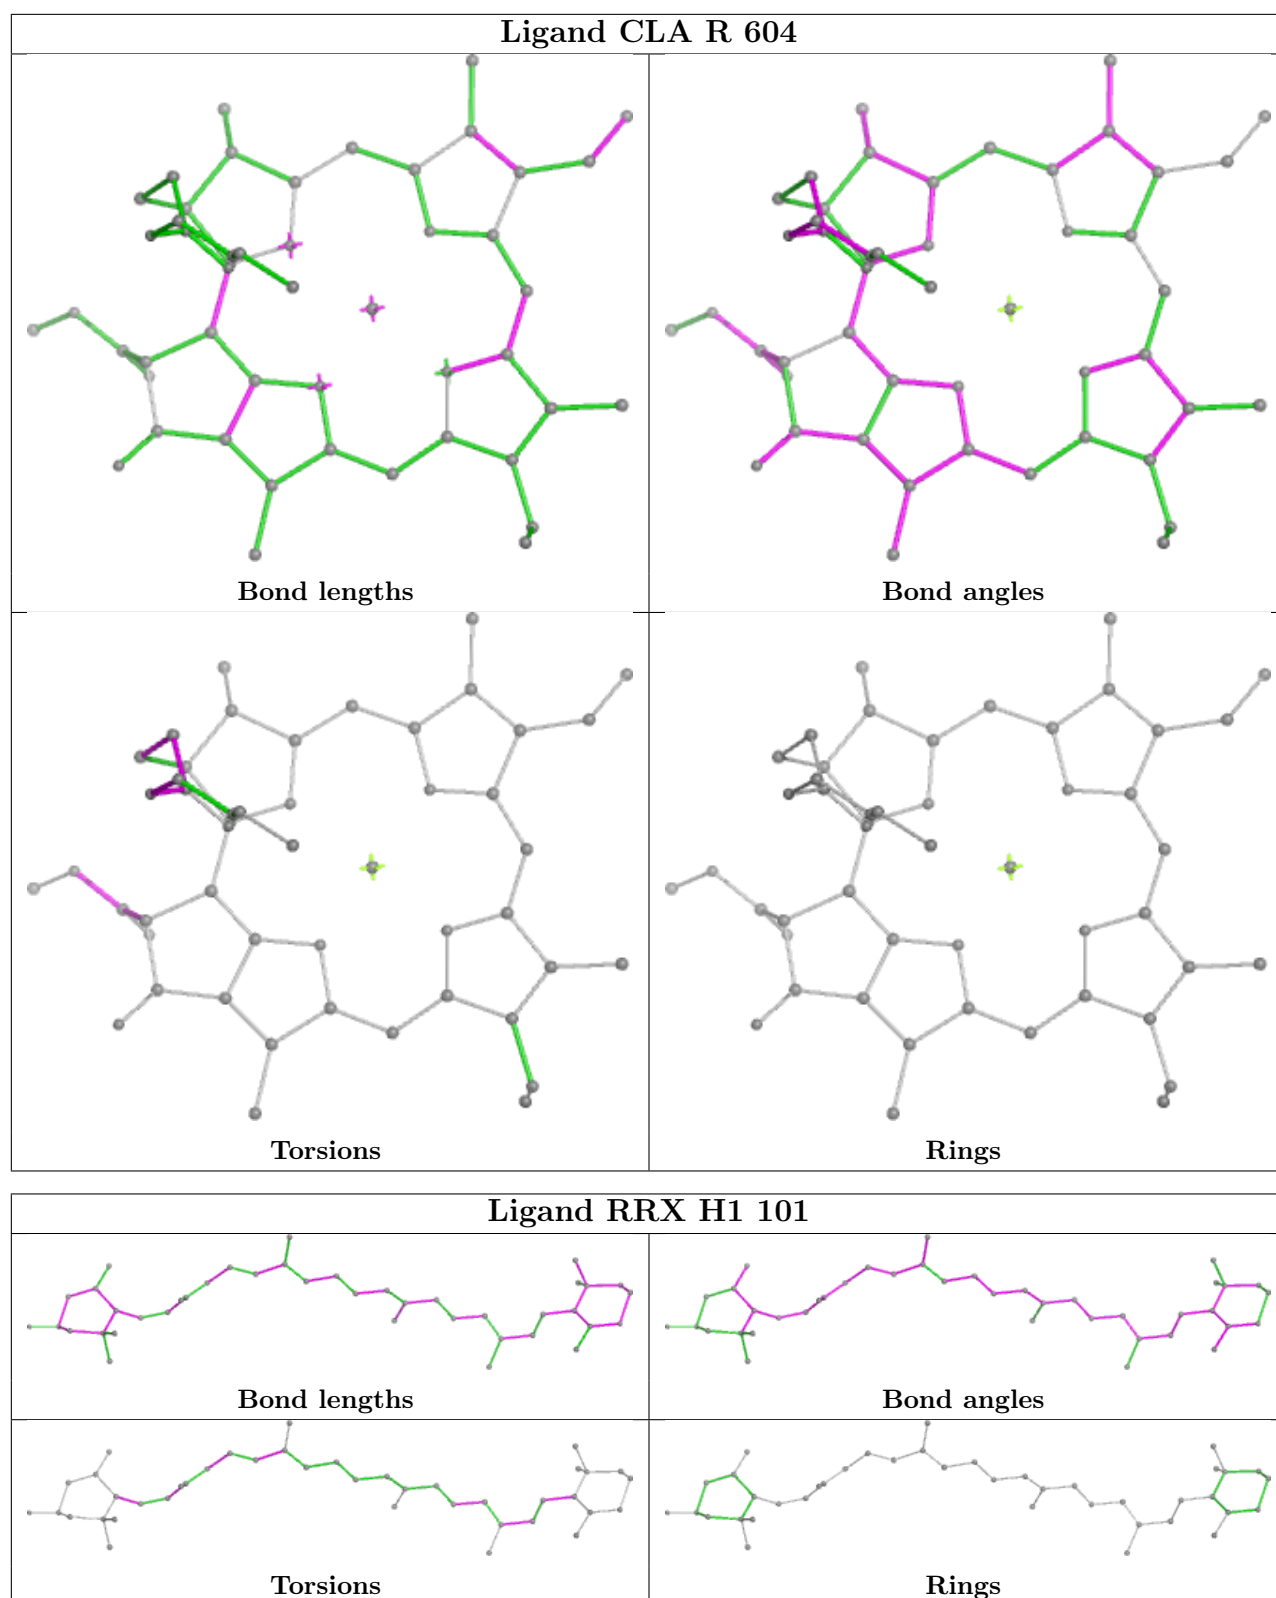 Ligand CLA R 604
Bond lengths
Bond angles
Torsions
Rings
Ligand RRX H1 101
Bond lengths
Bond angles
Torsions
Rings